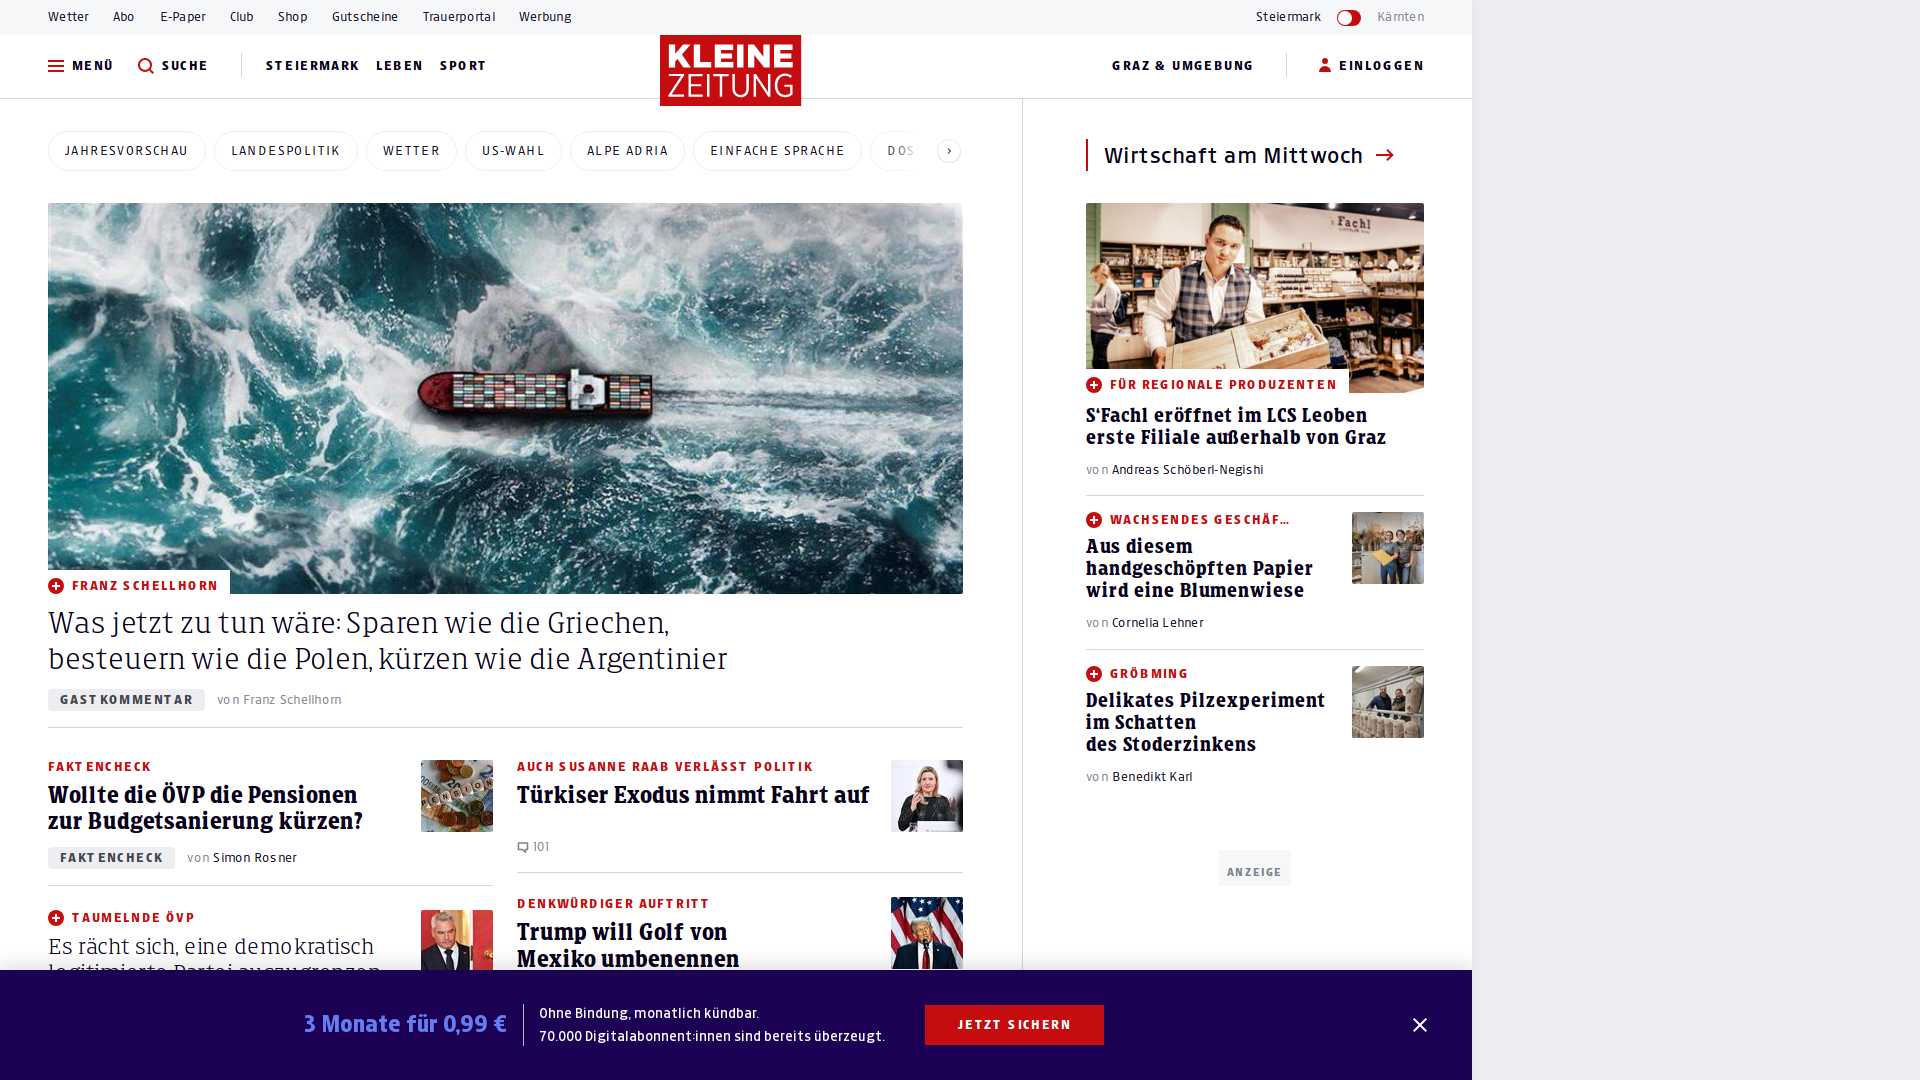 Wetter Abo E-Paper Club Shop Gutscheine Trauerportal Werbung Steiermark Kärnten
MENÜ SUCHE STEIERMARK LEBEN SPORT KLEINE ZEITUNG GRAZ & UMGEBUNG EINLOGGEN
JAHRESVORSCHAU LANDESPOLITIK WETTER US-WAHL ALPE ADRIA EINFACHE SPRACHE DOS
FRANZ SCHELLHORN
Was jetzt zu tun wäre: Sparen wie die Griechen,
besteuern wie die Polen, kürzen wie die Argentinier
GASTKOMMENTAR von Franz Schellhorn
FAKTENCHECK
Wollte die ÖVP die Pensionen
zur Budgetsanierung kürzen?
FAKTENCHECK von Simon Rosner
TAUMELNDE ÖVP
Es rächt sich, eine demokratisch
legitimierte Partei auszugrenzen
AUCH SUSANNE RAAB VERLÄSST POLITIK
Türkiser Exodus nimmt Fahrt auf
101
DENKWÜRDIGER AUFTRITT
Trump will Golf von
Mexiko umbenennen
Wirtschaft am Mittwoch
Fachl
FÜR REGIONALE PRODUZENTEN
S‘Fachl eröffnet im LCS Leoben
erste Filiale außerhalb von Graz
von Andreas Schöberl-Negishi
WACHSENDES GESCHÄF...
Aus diesem
handgeschöpften Papier
wird eine Blumenwiese
von Cornelia Lehner
GRÖBMING
Delikates Pilzexperiment
im Schatten
des Stoderzinkens
von Benedikt Karl
ANZEIGE
3 Monate für 0,99 €
Ohne Bindung, monatlich kündbar.
70.000 Digitalabonnent:innen sind bereits überzeugt.
JETZT SICHERN